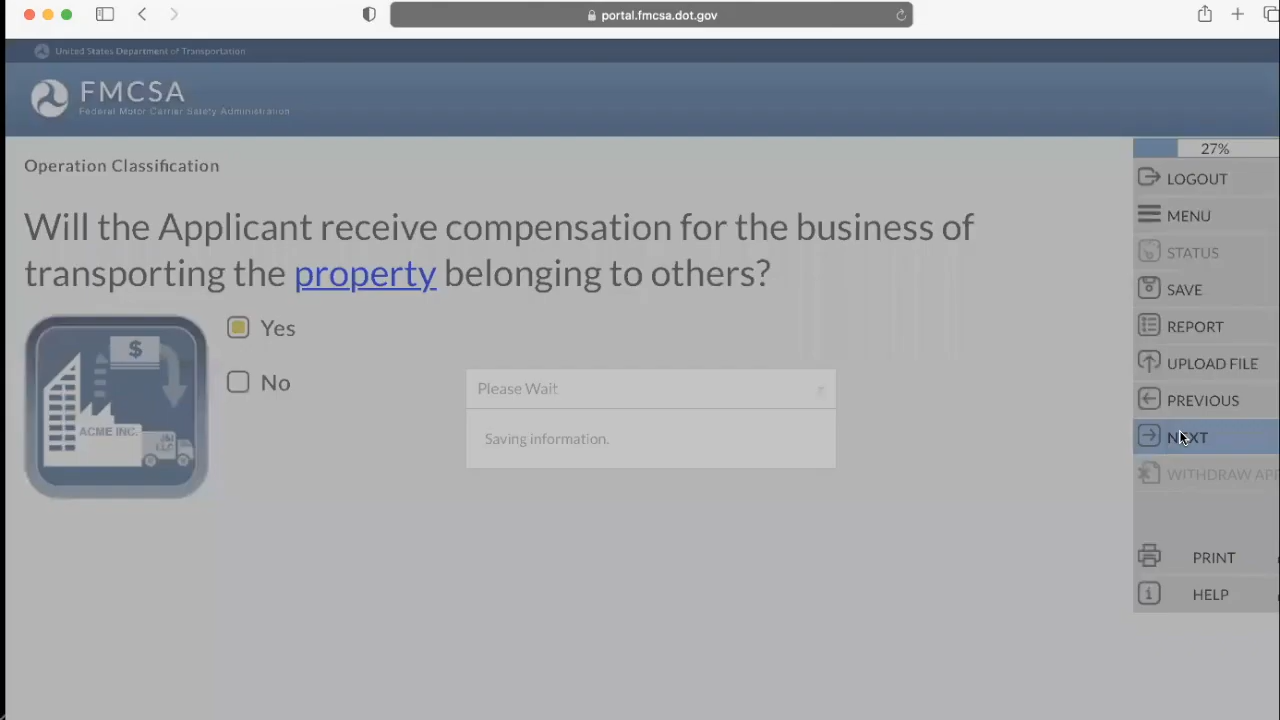 portal.fmcsa.dot.gov
United States Department of Transportation
FMCSA
Federal Motor Carrier Safety Administration
Operation Classification
27%
LOGOUT
Will the Applicant receive compensation for the business of
transporting the property belonging to others?
MENU
STATUS
SAVE
Yes
REPORT
$
UPLOAD FILE
No
Please Wait
PREVIOUS
ACME INC.
J&J
LLC
Saving information.
NEXT
WITHDRAW APP
PRINT
HELP